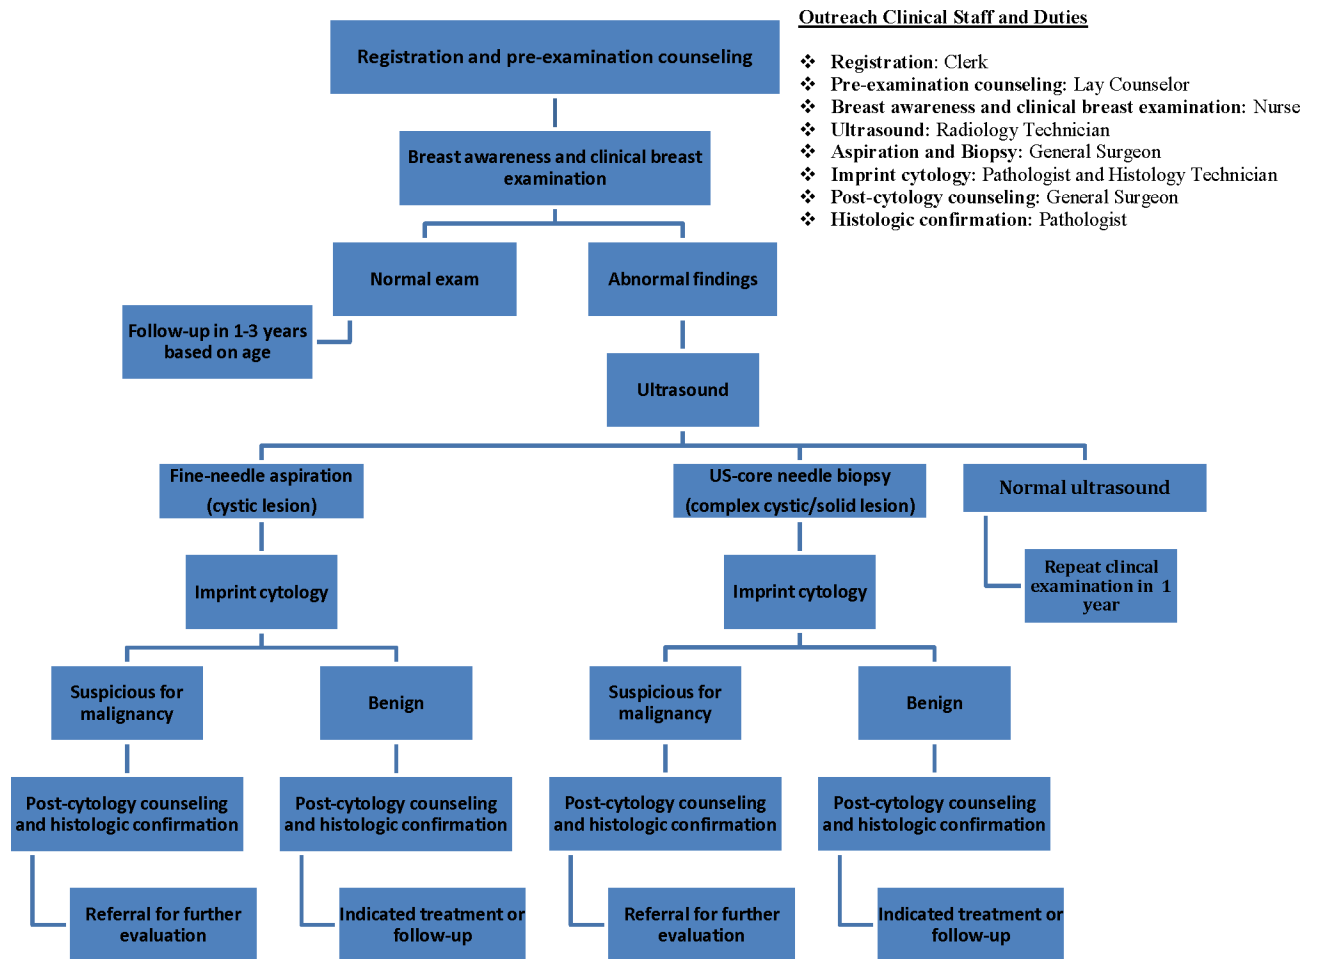 Outreach Clinical Staff and Duties
❖ Registration: Clerk
❖ Pre-examination counseling: Lay Counselor
❖ Breast awareness and clinical breast examination: Nurse
❖ Ultrasound: Radiology Technician
❖ Aspiration and Biopsy: General Surgeon
❖ Imprint cytology: Pathologist and Histology Technician
❖ Post-cytology counseling: General Surgeon
❖ Histologic confirmation: Pathologist
Registration and pre-examination counseling
Breast awareness and clinical breast
examination
Normal exam
Abnormal findings
Follow-up in 1-3 years
based on age
Ultrasound
Fine-needle aspiration
(cystic lesion)
US-core needle biopsy
(complex cystic/solid lesion)
Normal ultrasound
Imprint cytology
Imprint cytology
Repeat clincal
examination in 1
year
Suspicious for
malignancy
Benign
Suspicious for
malignancy
Benign
Post-cytology counseling
and histologic confirmation
Post-cytology counseling
and histologic confirmation
Post-cytology counseling
and histologic confirmation
Post-cytology counseling
and histologic confirmation
Referral for further
evaluation
Indicated treatment or
follow-up
Referral for further
evaluation
Indicated treatment or
follow-up